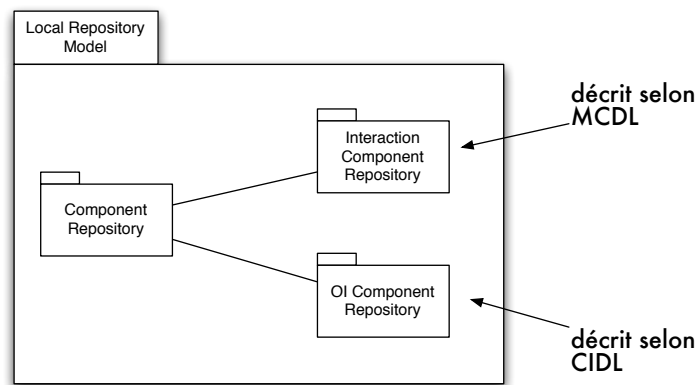 Local Repository
Model
Interaction
Component
Repository
décrit selon
MCDL
Component
Repository
OI Component
Repository
décrit selon
CIDL